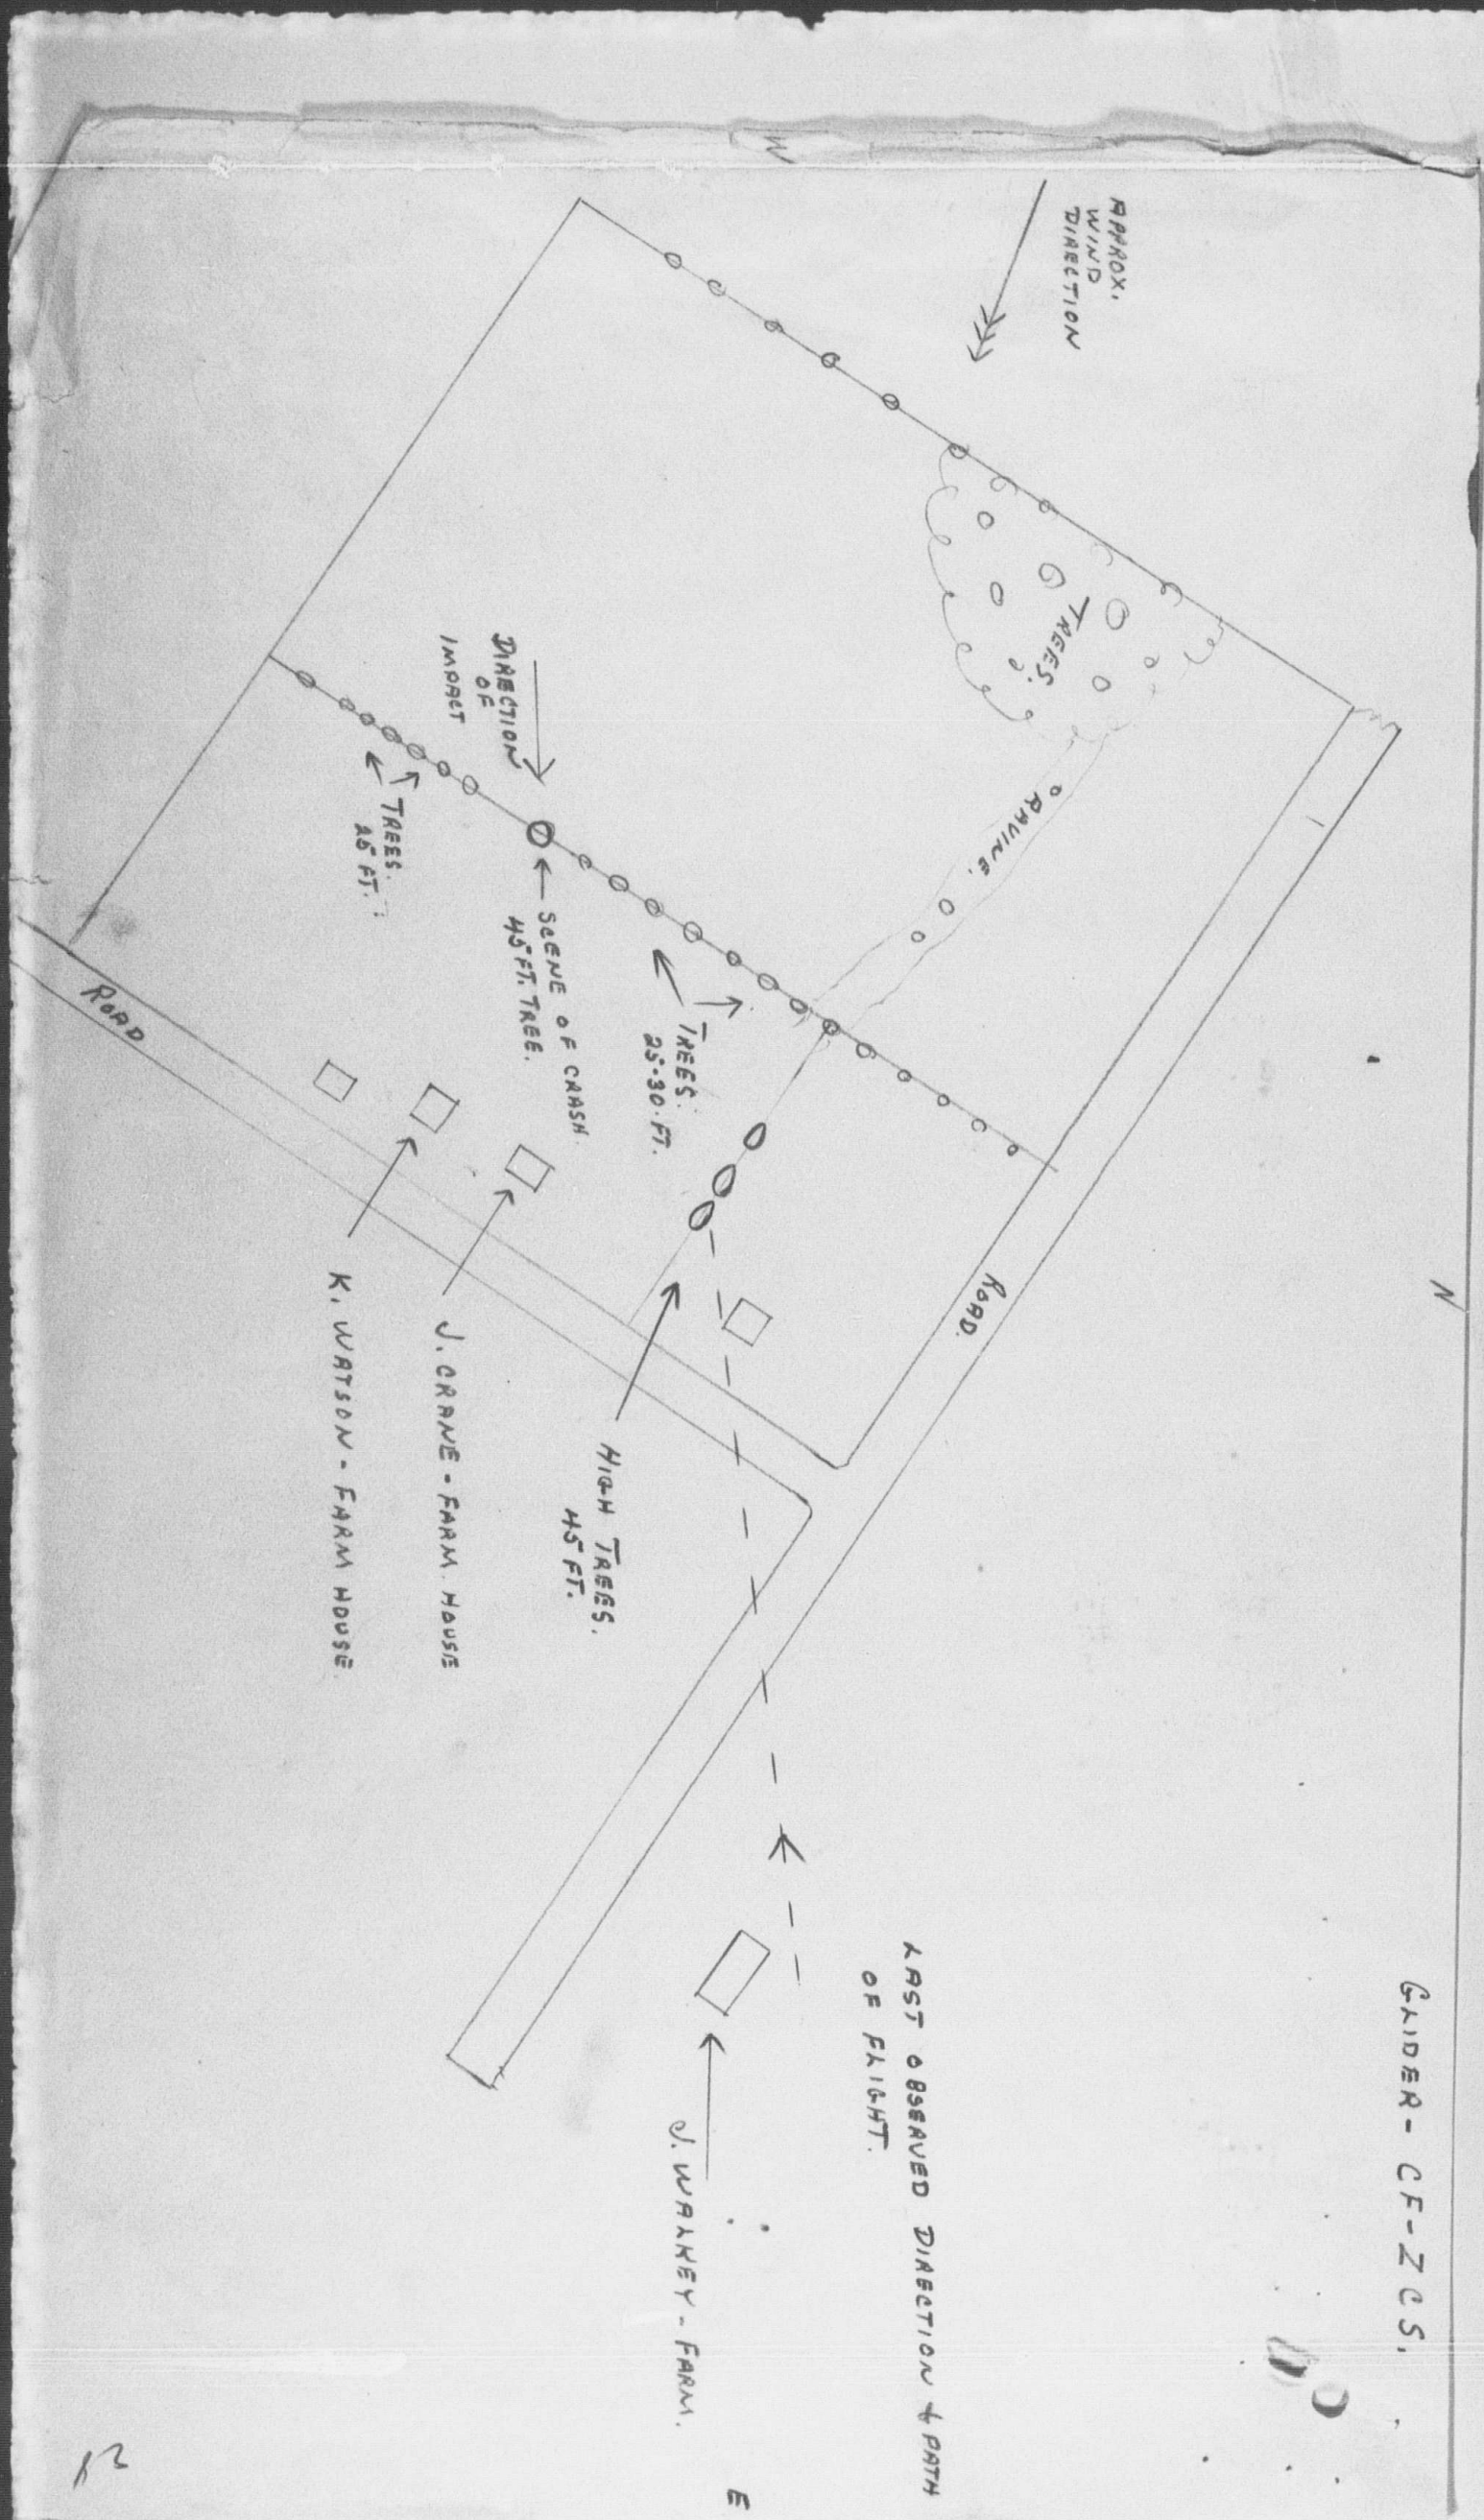 N
GLIDER - CF-ZCS.
W
APPROX.
WIND
DIRECTION
TREES.
RAVINE.
ROAD.
LAST OBSERVED DIRECTION & PATH
OF FLIGHT.
E
DIRECTION
OF
IMPACT
SCENE OF CRASH
45 FT. TREE.
TREES.
25-30. FT.
TREES.
25 FT.
HIGH TREES.
45 FT.
J. WALKEY - FARM.
J. CRANE - FARM. HOUSE
K. WATSON - FARM HOUSE.
ROAD